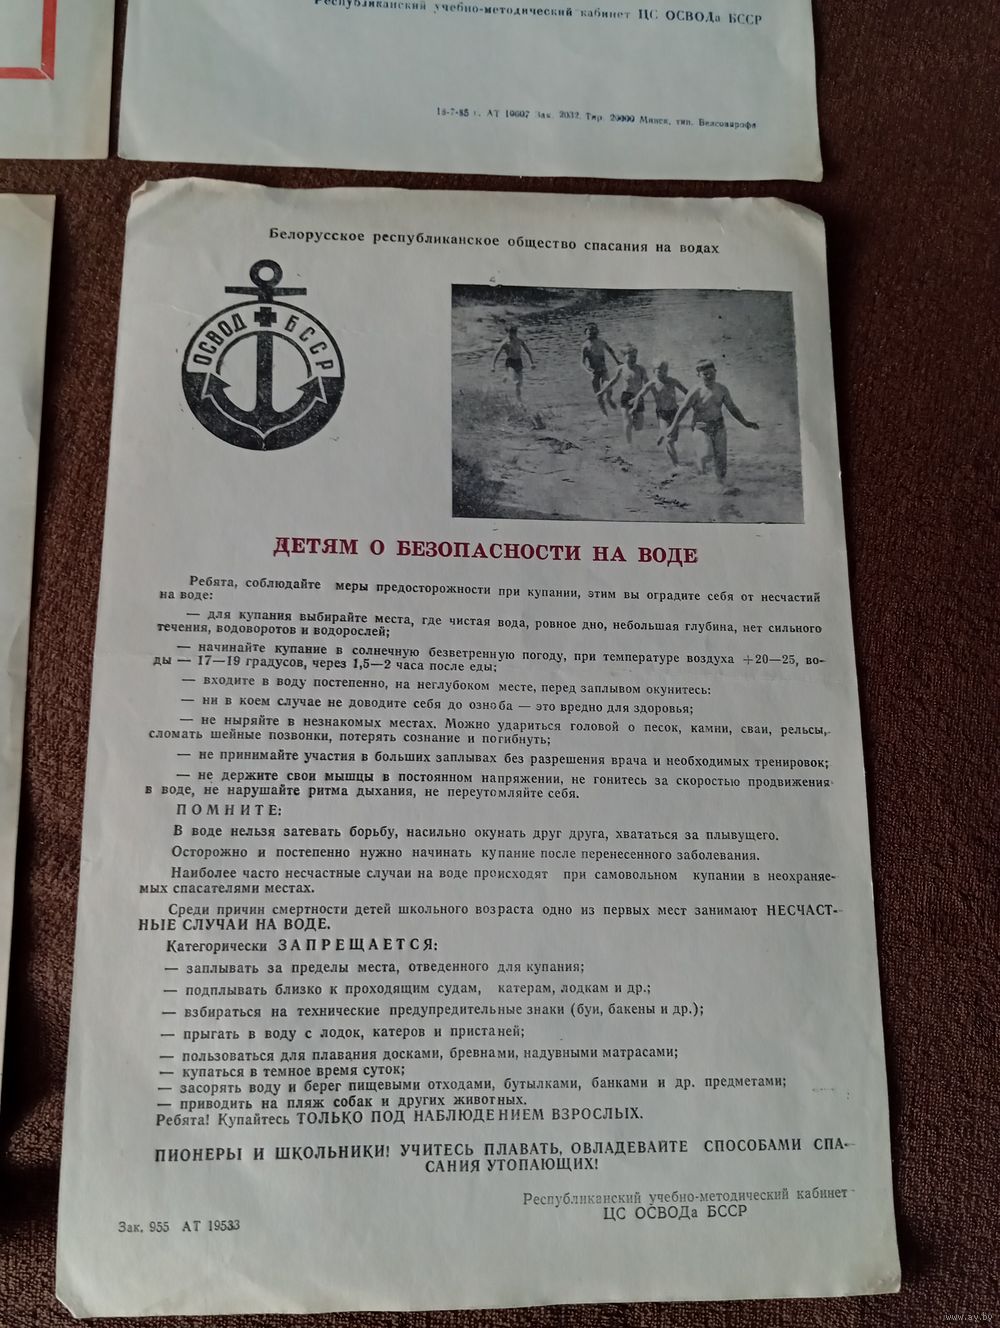 Республиканский учебно-методический кабинет ЦС ОСВОДа БССР
Белорусское республиканское общество спасания на водах
ОСВОД БССР
ДЕТЯМ О БЕЗОПАСНОСТИ НА ВОДЕ
Ребята, соблюдайте меры предосторожности при купании, этим вы оградите себя от несчастий
на воде:
— для купания выбирайте места, где чистая вода, ровное дно, небольшая глубина, нет сильного
течения, водоворотов и водорослей;
— начинайте купание в солнечную безветренную погоду, при температуре воздуха +20—25, во-
ды — 17—19 градусов, через 1,5—2 часа после еды;
— входите в воду постепенно, на неглубоком месте, перед заплывом окунитесь:
— ни в коем случае не доводите себя до озноба — это вредно для здоровья;
— не ныряйте в незнакомых местах. Можно удариться головой о песок, камни, сваи, рельсы,
сломать шейные позвонки, потерять сознание и погибнуть;
— не принимайте участия в больших заплывах без разрешения врача и необходимых тренировок;
— не держите свои мышцы в постоянном напряжении, не гонитесь за скоростью продвижения
в воде, не нарушайте ритма дыхания, не переутомляйте себя.
ПОМНИТЕ:
В воде нельзя затевать борьбу, насильно окунать друг друга, хвататься за плывущего.
Осторожно и постепенно нужно начинать купание после перенесенного заболевания.
Наиболее часто несчастные случаи на воде происходят при самовольном купании в неохраняе-
мых спасателями местах.
Среди причин смертности детей школьного возраста одно из первых мест занимают НЕСЧАСТ-
НЫЕ СЛУЧАИ НА ВОДЕ.
Категорически ЗАПРЕЩАЕТСЯ:
— заплывать за пределы места, отведенного для купания;
— подплывать близко к проходящим судам, катерам, лодкам и др.;
— взбираться на технические предупредительные знаки (буи, бакены и др.);
— прыгать в воду с лодок, катеров и пристаней;
— пользоваться для плавания досками, бревнами, надувными матрасами;
— купаться в темное время суток;
— засорять воду и берег пищевыми отходами, бутылками, банками и др. предметами;
— приводить на пляж собак и других животных.
Ребята! Купайтесь ТОЛЬКО ПОД НАБЛЮДЕНИЕМ ВЗРОСЛЫХ.
ПИОНЕРЫ И ШКОЛЬНИКИ! УЧИТЕСЬ ПЛАВАТЬ, ОВЛАДЕВАЙТЕ СПОСОБАМИ СПА-
САНИЯ УТОПАЮЩИХ!
Республиканский учебно-методический кабинет
ЦС ОСВОДа БССР
Зак. 955 АТ 19533
www.ay.by